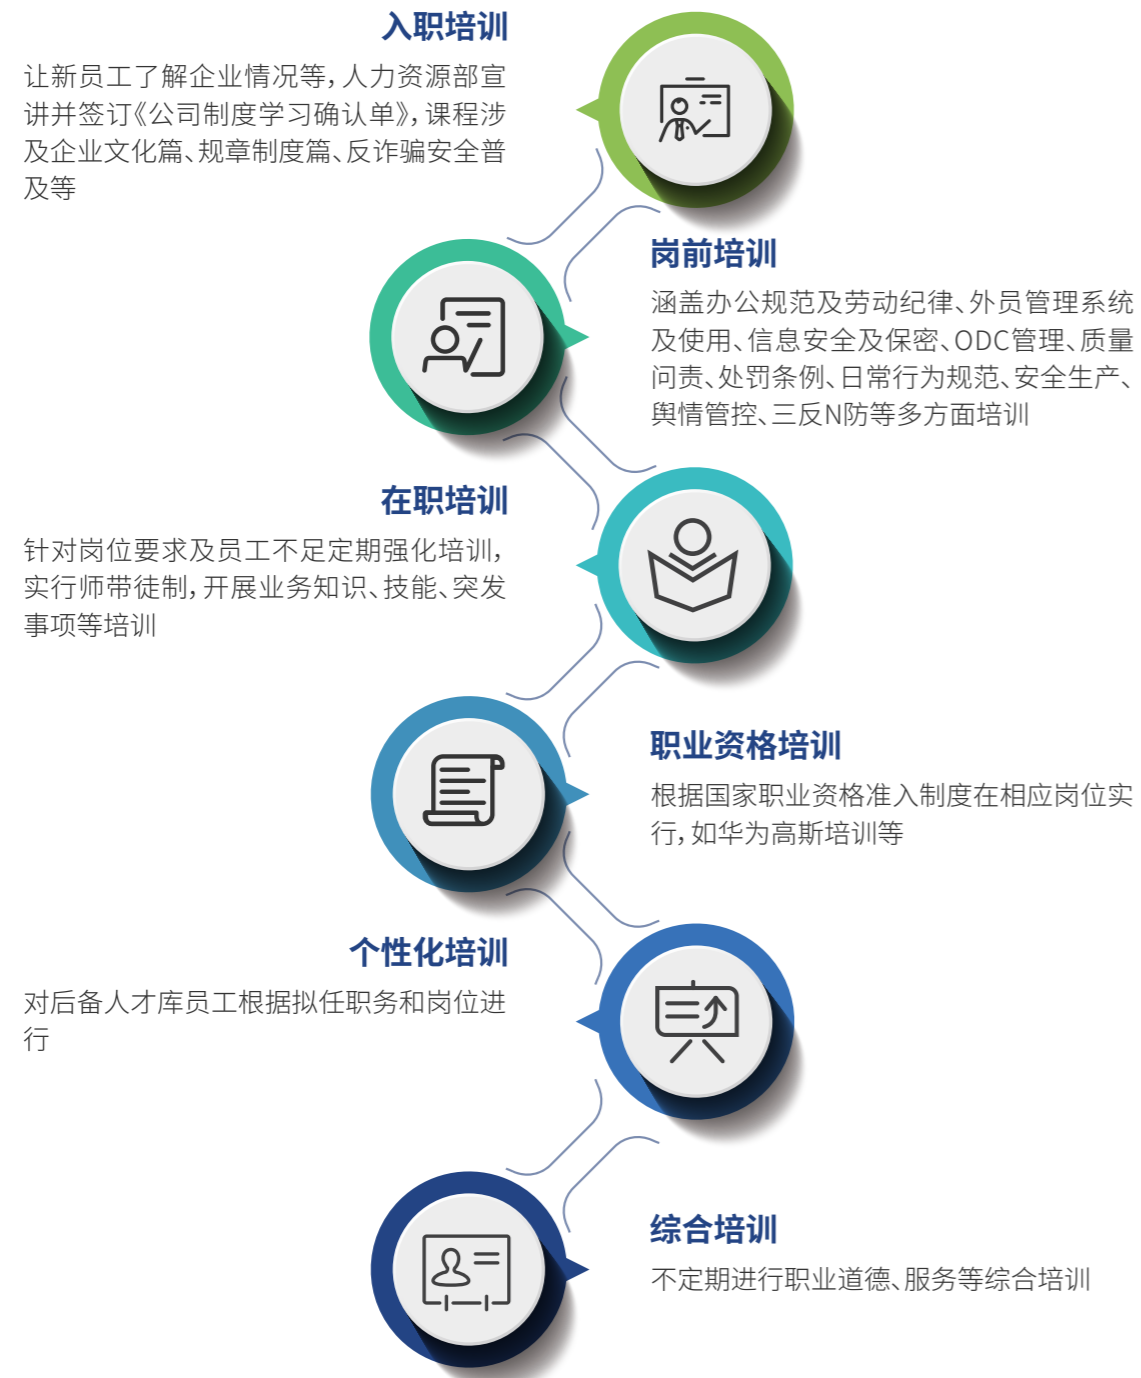 入职培训
让新员工了解企业情况等，人力资源部宣
讲并签订《公司制度学习确认单》，课程涉
及企业文化篇、规章制度篇、反诈骗安全普
及等
岗前培训
涵盖办公规范及劳动纪律、外员管理系统
及使用、信息安全及保密、ODC管理、质量
问责、处罚条例、日常行为规范、安全生产、
舆情管控、三反N防等多方面培训
在职培训
针对岗位要求及员工不足定期强化培训，
实行师带徒制，开展业务知识、技能、突发
事项等培训
职业资格培训
根据国家职业资格准入制度在相应岗位实
行，如华为高斯培训等
个性化培训
对后备人才库员工根据拟任职务和岗位进
行
综合培训
不定期进行职业道德、服务等综合培训